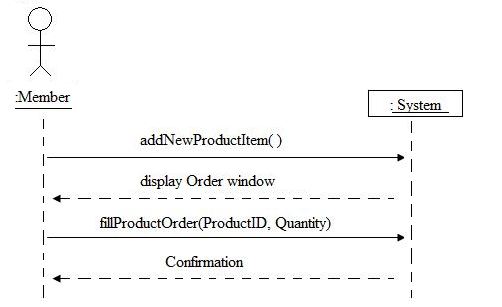 :Member
: System
addNewProductItem( )
display Order window
fillProductOrder(ProductID, Quantity)
Confirmation